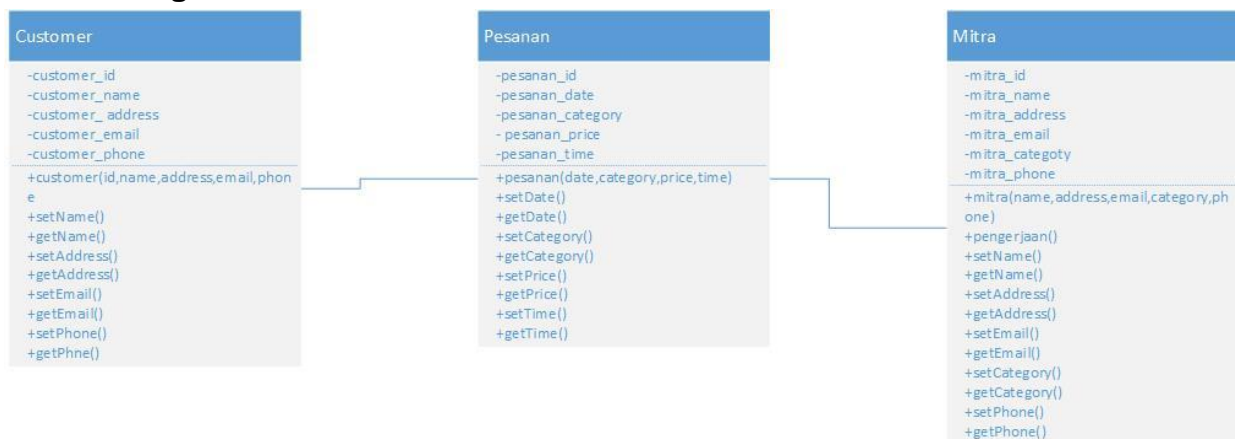 Customer
-customer_id
-customer_name
-customer_ address
-customer_email
-customer_phone
+customer(id,name,address,email,phon
e
+setName()
+getName()
+setAddress()
+getAddress()
+setEmail()
+getEmail()
+setPhone()
+getPhne()
Pesanan
-pesanan_id
-pesanan_date
-pesanan_category
- pesanan_price
-pesanan_time
+pesanan(date,category,price,time)
+setDate()
+getDate()
+setCategory()
+getCategory()
+setPrice()
+getPrice()
+setTime()
+getTime()
Mitra
-mitra_id
-mitra_name
-mitra_address
-mitra_email
-mitra_categoty
-mitra_phone
+mitra(name,address,email,category,ph
one)
+pengerjaan()
+setName()
+getName()
+setAddress()
+getAddress()
+setEmail()
+getEmail()
+setCategory()
+getCategory()
+setPhone()
+getPhone()